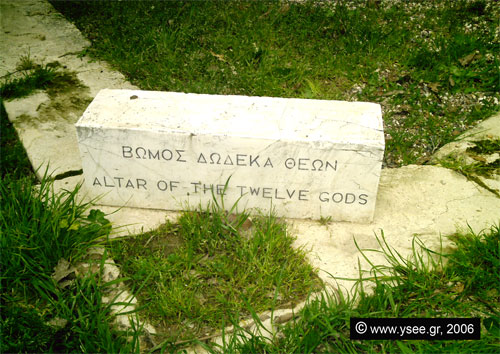 ΒΩΜΟΣ ΔΩΔΕΚΑ ΘΕΩΝ
ALTAR OF THE TWELVE GODS
© www.ysee.gr, 2006